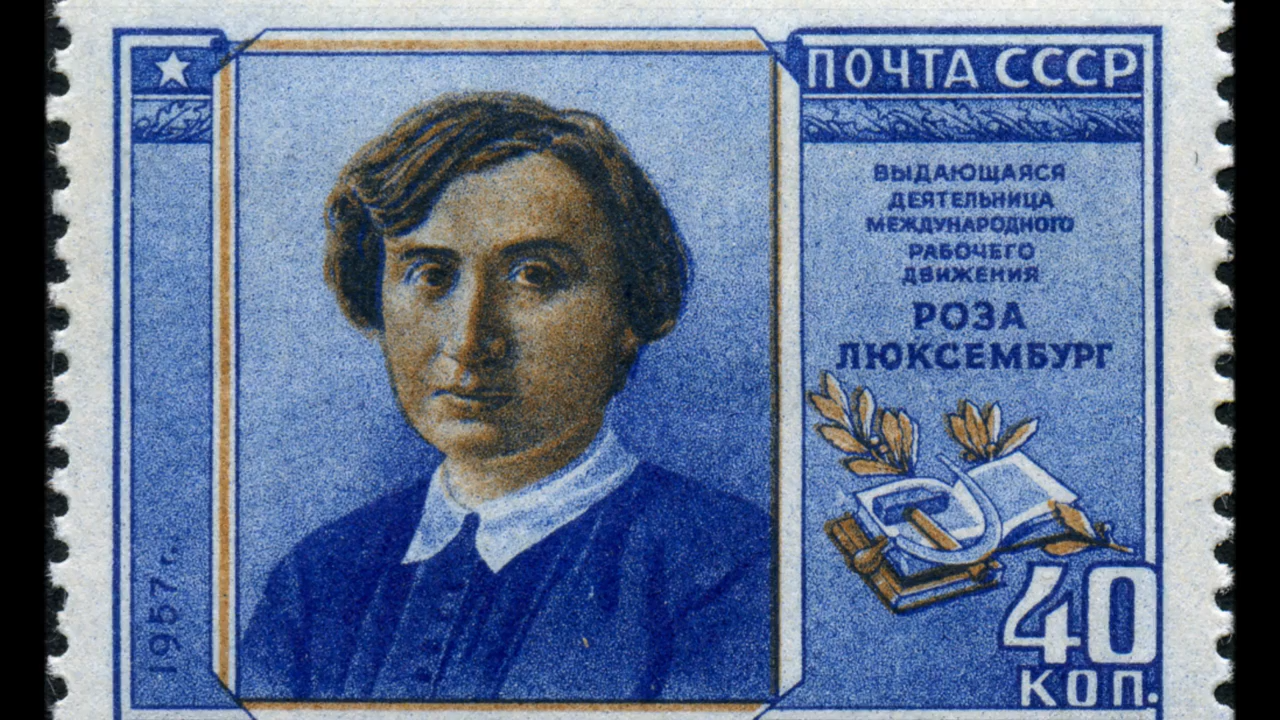 ПОЧТА СССР
ВЫДАЮЩАЯСЯ
ДЕЯТЕЛЬНИЦА
МЕЖДУНАРОДНОГО
РАБОЧЕГО
ДВИЖЕНИЯ
РОЗА
ЛЮКСЕМБУРГ
40
КОП.
1957 г.